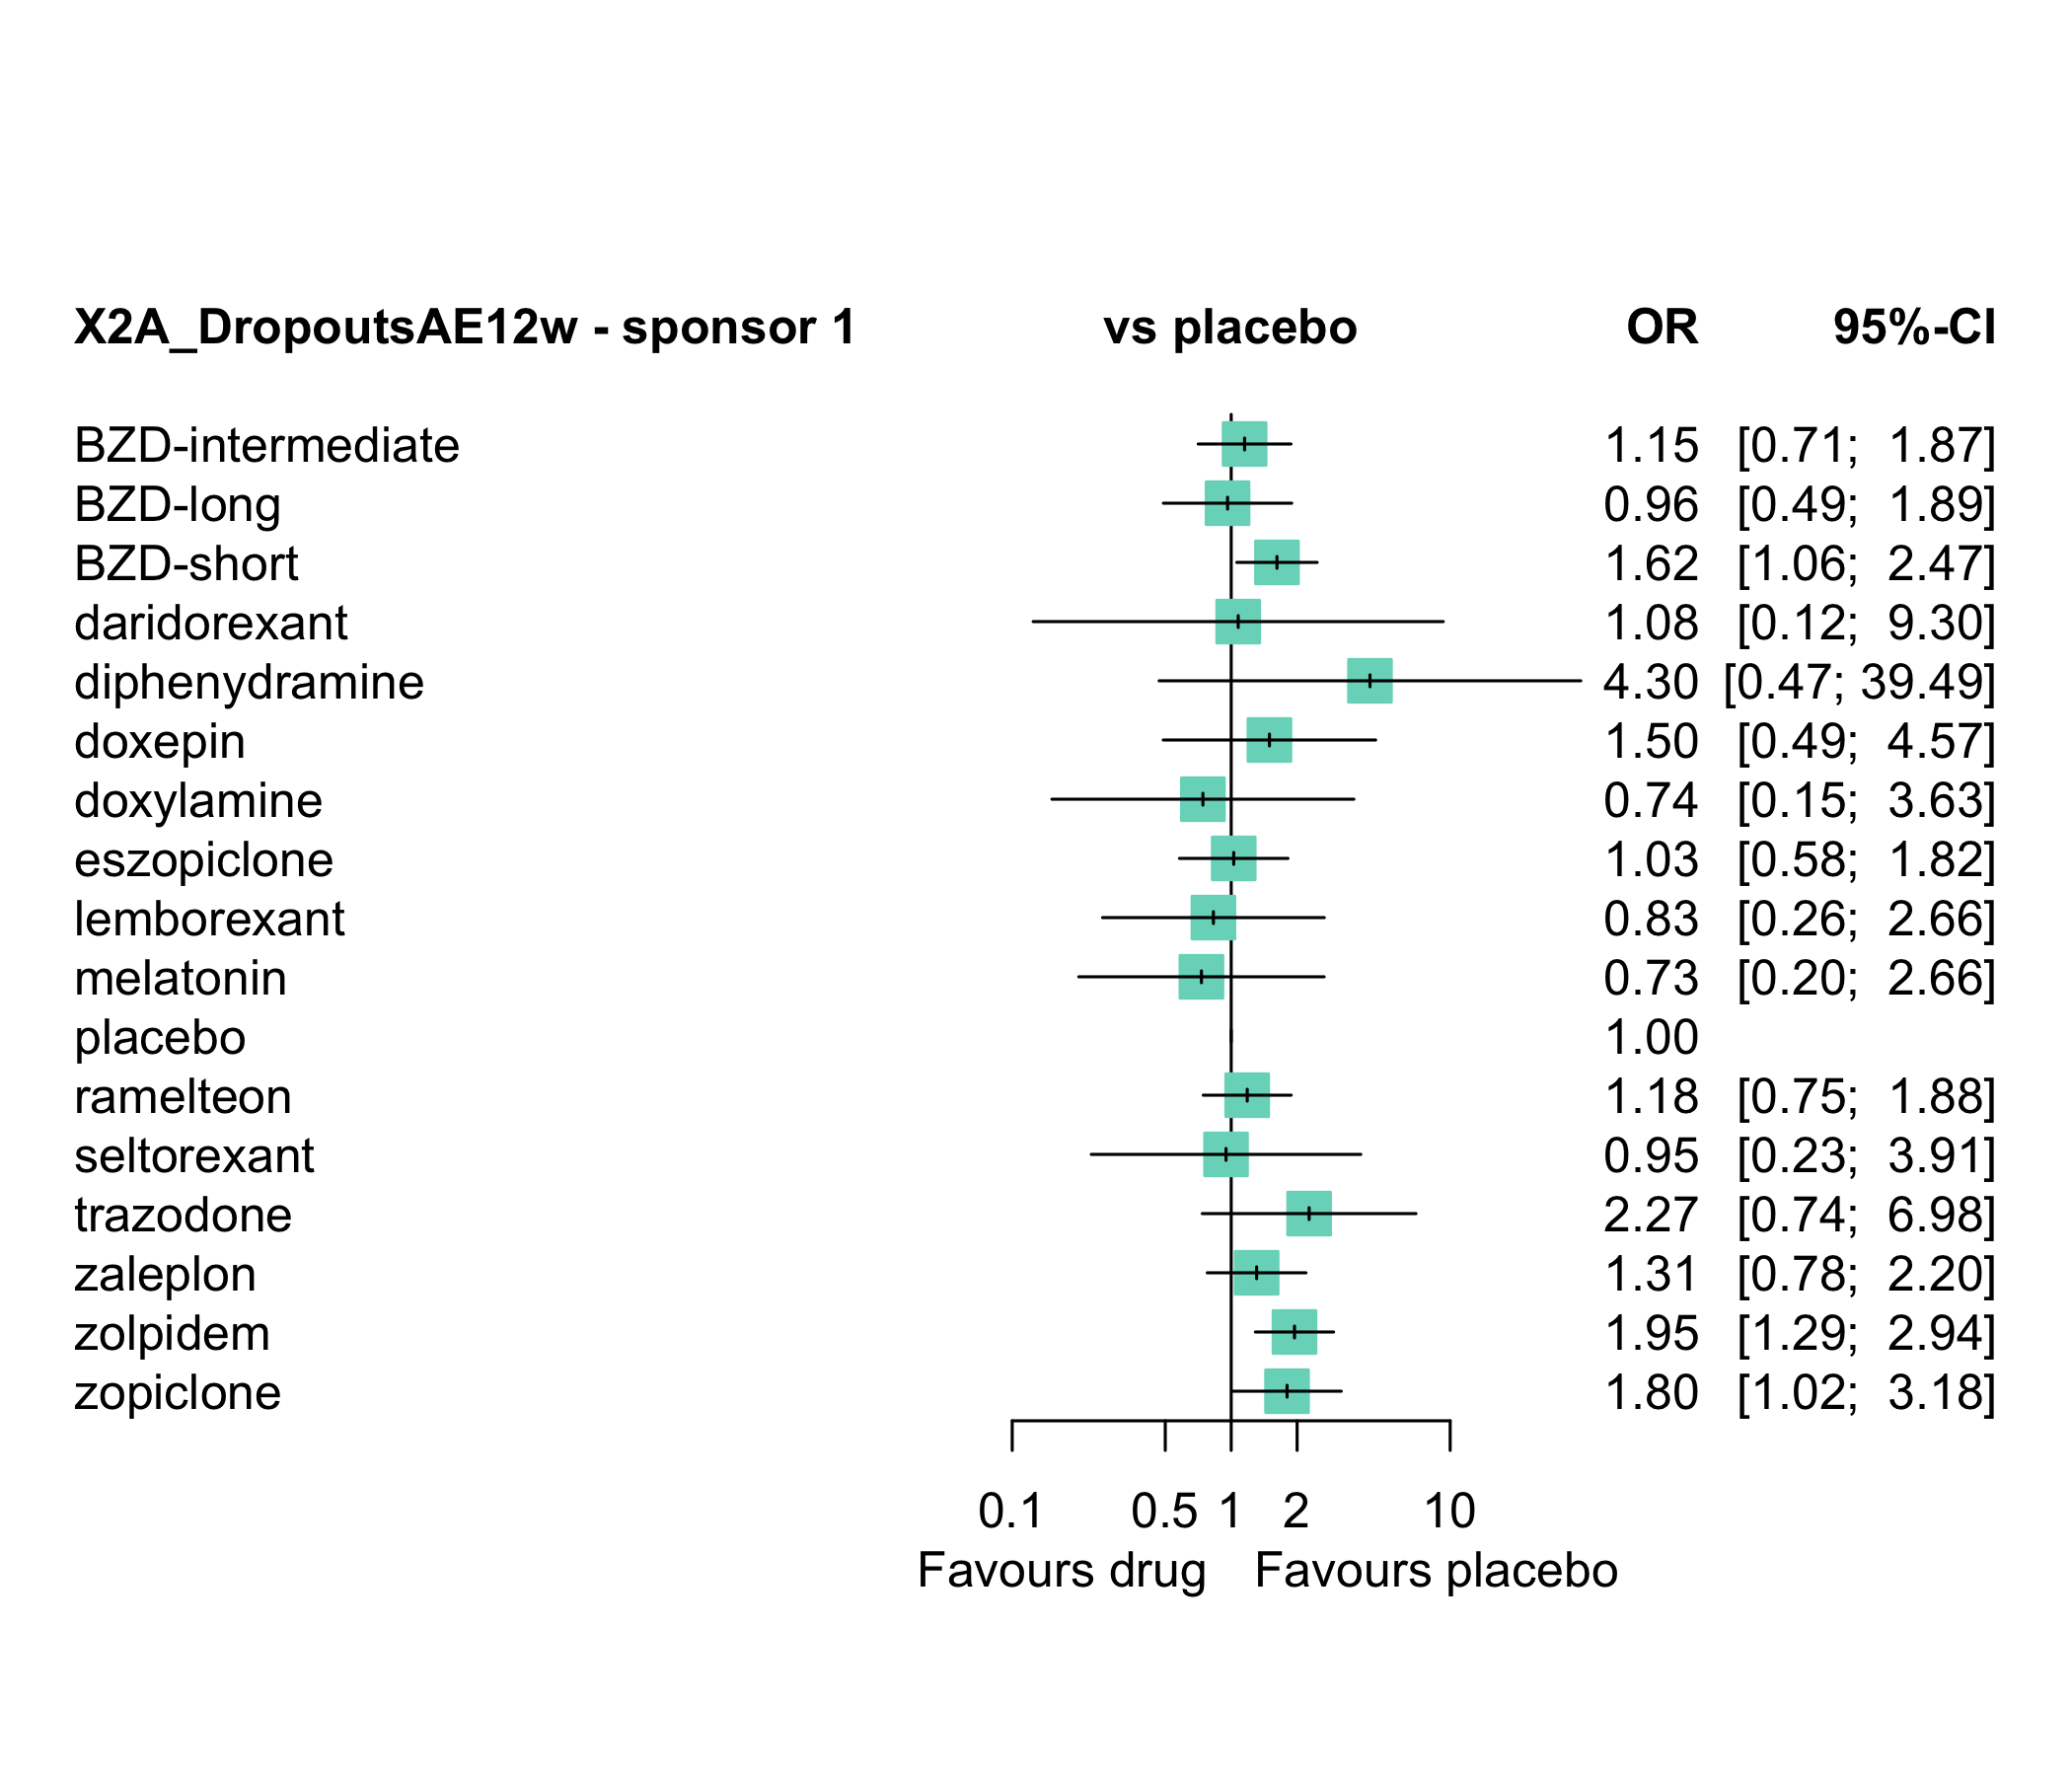 X2A_DropoutsAE12w - sponsor 1 vs placebo OR 95%-CI
BZD-intermediate 1.15 [0.71; 1.87]
BZD-long 0.96 [0.49; 1.89]
BZD-short 1.62 [1.06; 2.47]
daridorexant 1.08 [0.12; 9.30]
diphenydramine 4.30 [0.47; 39.49]
doxepin 1.50 [0.49; 4.57]
doxylamine 0.74 [0.15; 3.63]
eszopiclone 1.03 [0.58; 1.82]
lemborexant 0.83 [0.26; 2.66]
melatonin 0.73 [0.20; 2.66]
placebo 1.00
ramelteon 1.18 [0.75; 1.88]
seltorexant 0.95 [0.23; 3.91]
trazodone 2.27 [0.74; 6.98]
zaleplon 1.31 [0.78; 2.20]
zolpidem 1.95 [1.29; 2.94]
zopiclone 1.80 [1.02; 3.18]
0.1 0.5 1 2 10
Favours drug Favours placebo